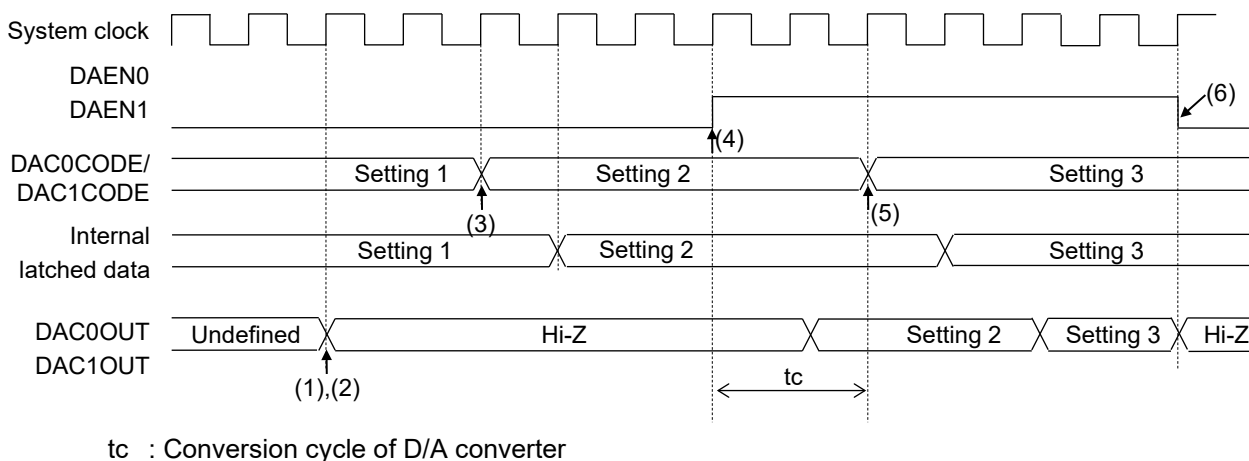 System clock
DAEN0
DAEN1
(6)
(4)
DAC0CODE/
DAC1CODE
Setting 1
Setting 2
Setting 3
(3)
(5)
Internal
latched data
Setting 1
Setting 2
Setting 3
DAC0OUT
DAC1OUT
Undefined
Hi-Z
Setting 2
Setting 3
Hi-Z
(1),(2)
tc
tc : Conversion cycle of D/A converter